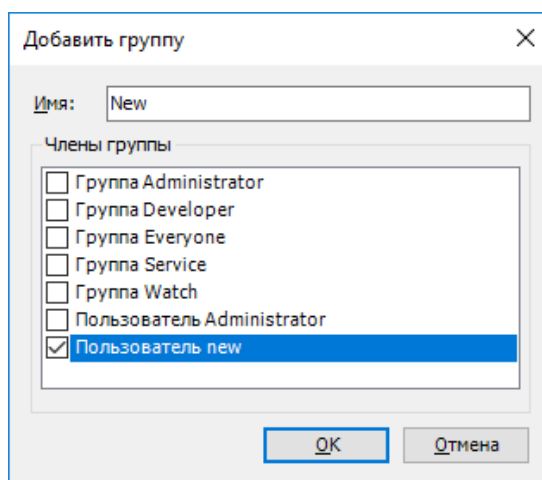 Добавить группу
Имя: New
Члены группы
Группа Administrator
Группа Developer
Группа Everyone
Группа Service
Группа Watch
Пользователь Administrator
Пользователь new
OK Отмена